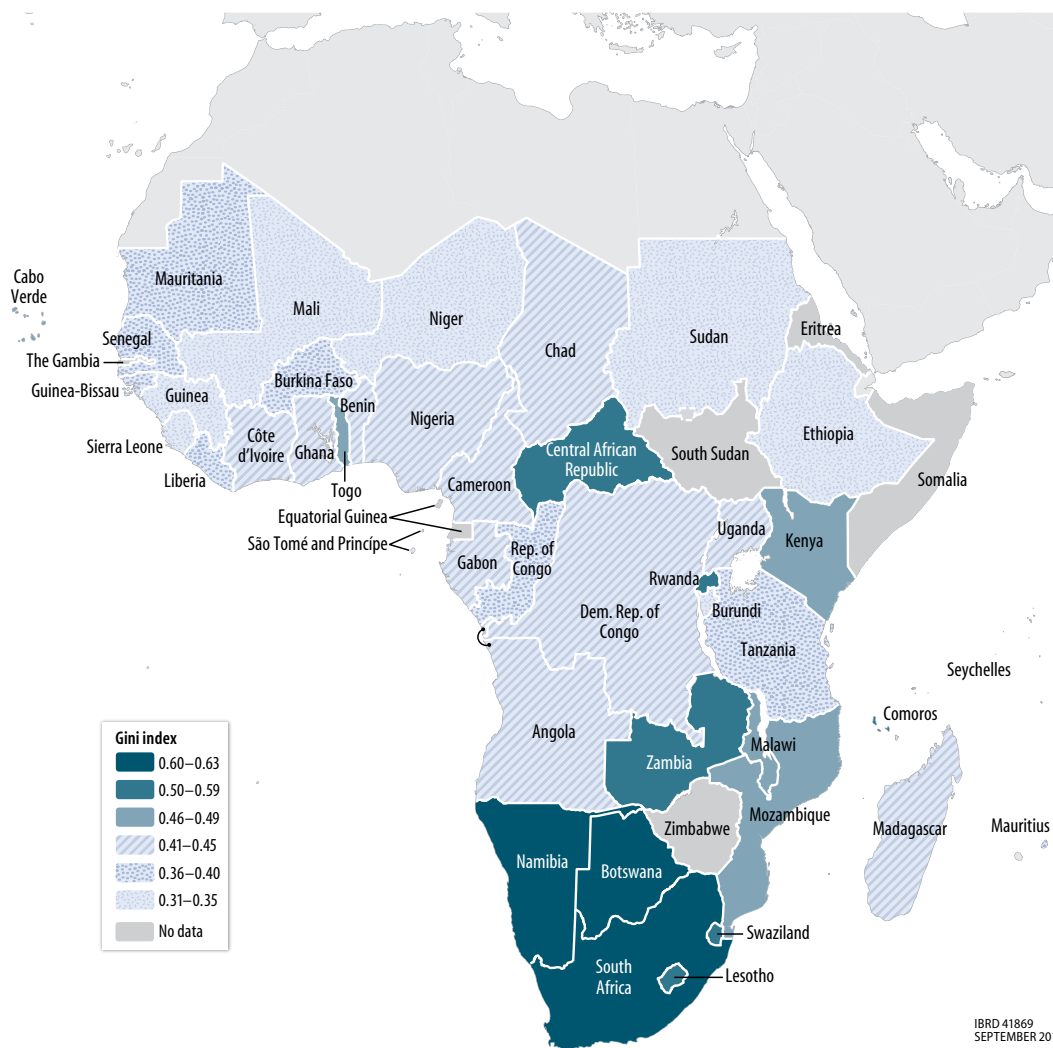 Cabo
Verde
Mauritania
Mali
Niger
Chad
Sudan
Eritrea
Senegal
The Gambia
Guinea-Bissau
Guinea
Burkina Faso
Benin
Nigeria
Ethiopia
Sierra Leone
Côte
d'Ivoire
Ghana
Central African
Republic
South Sudan
Somalia
Liberia
Togo
Cameroon
Equatorial Guinea
São Tomé and Princípe
Gabon
Rep. of
Congo
Uganda
Kenya
Rwanda
Burundi
Dem. Rep. of
Congo
Tanzania
Seychelles
Comoros
Angola
Malawi
Zambia
Mozambique
Zimbabwe
Madagascar
Mauritius
Namibia
Botswana
Swaziland
South
Africa
Lesotho
Gini index
0.60–0.63
0.50–0.59
0.46–0.49
0.41–0.45
0.36–0.40
0.31–0.35
No data
IBRD 41869
SEPTEMBER